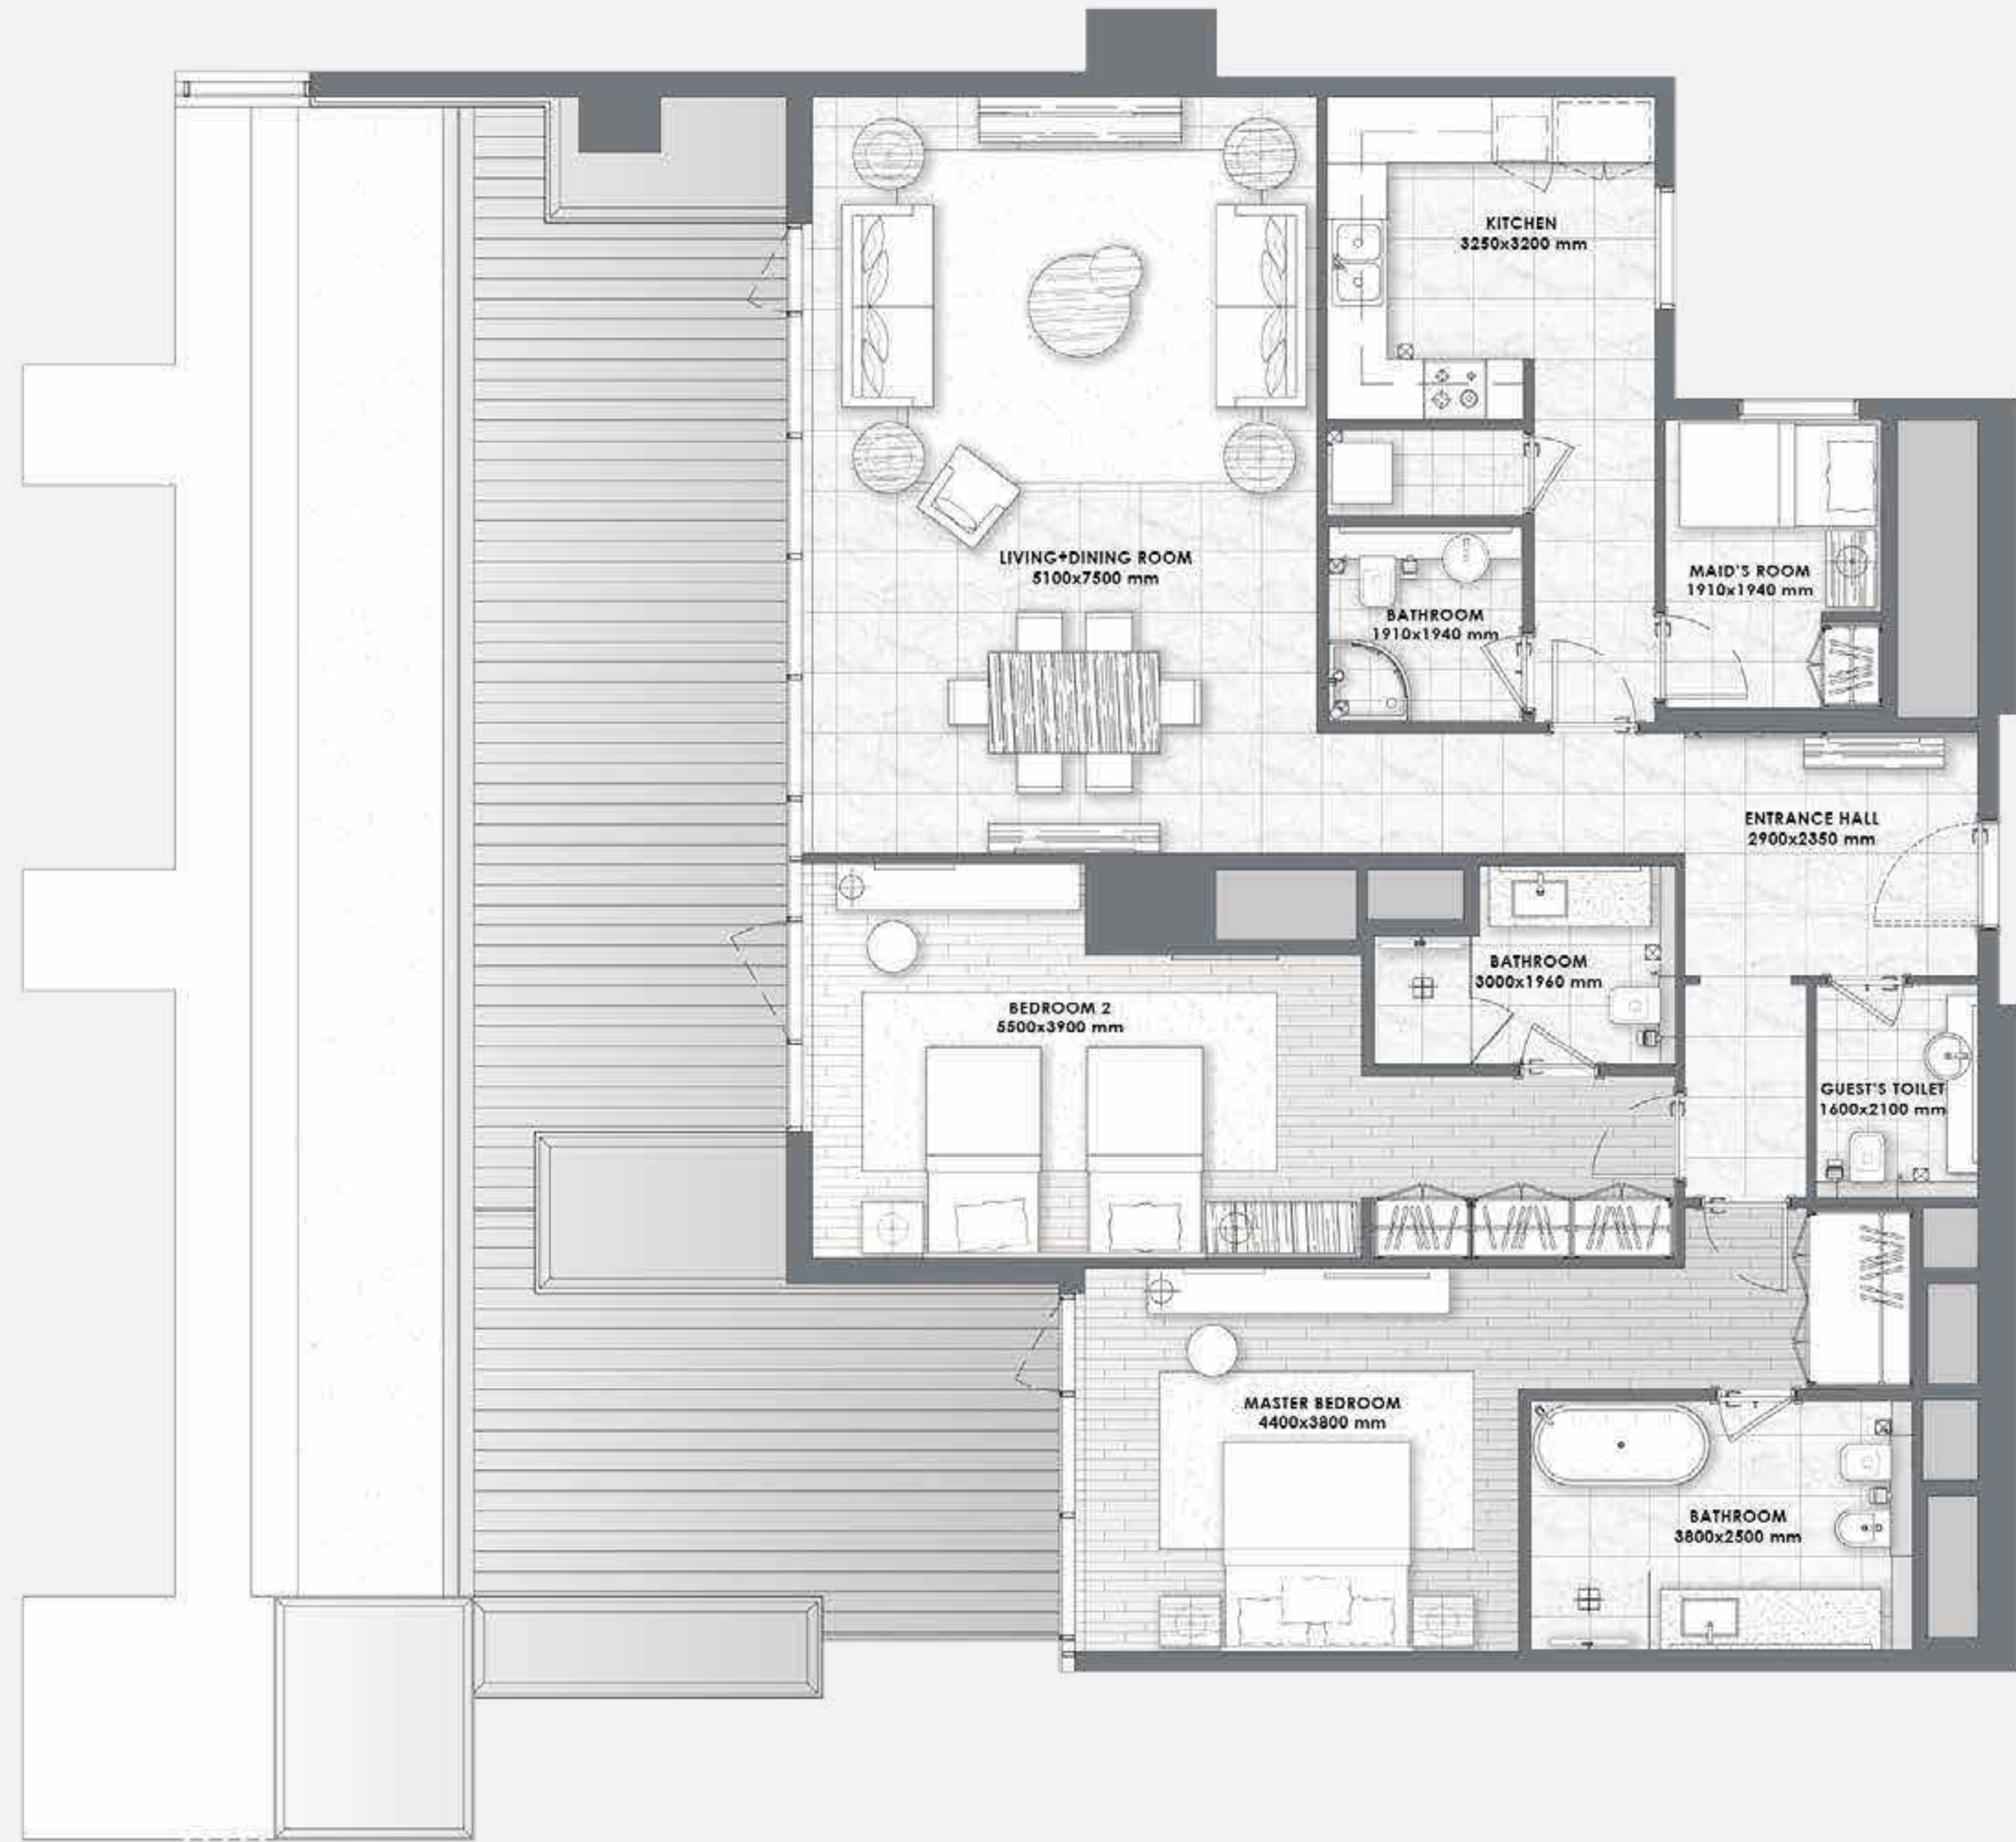 KITCHEN
3250x3200 mm
LIVING+DINING ROOM
5100x7500 mm
MAID'S ROOM
1910x1940 mm
BATHROOM
1910x1940 mm
ENTRANCE HALL
2900x2350 mm
BATHROOM
3000x1960 mm
BEDROOM 2
5500x3900 mm
GUEST'S TOILET
1600x2100 mm
MASTER BEDROOM
4400x3800 mm
BATHROOM
3800x2500 mm